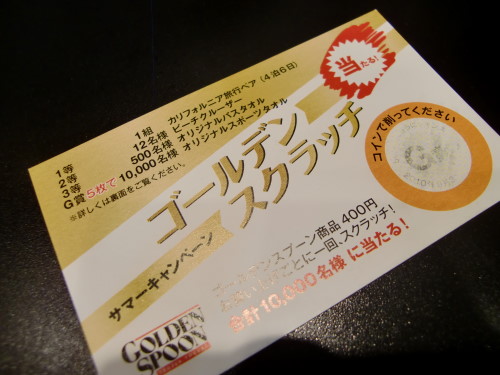 1等 1組 カリフォルニア旅行ペア(4泊6日)
2等 12名様 ビーチクルーザー
3等 500名様 オリジナルバスタオル
G賞 5枚で 10,000名様 オリジナルスポーツタオル
※詳しくは裏面をご覧ください。
当たる!
ゴールデン
スクラッチ
サマーキャンペーン
コインで削ってください
G
ゴールデンスプーン商品400円
お買い上げごとに一回、スクラッチ!
合計10,000名様に当たる!
GOLDEN
SPOON